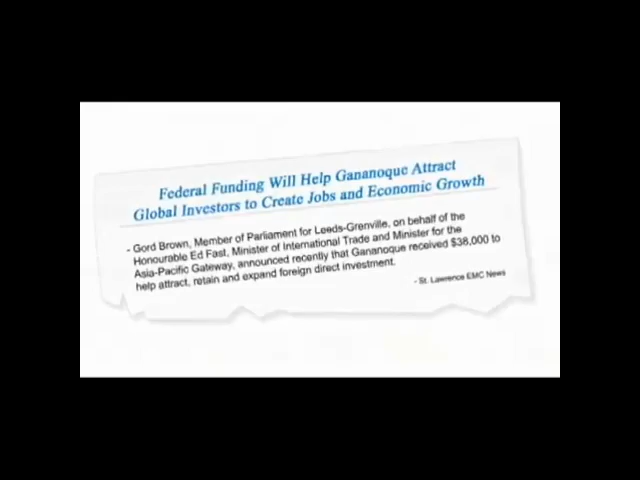 Federal Funding Will Help Gananoque Attract
Global Investors to Create Jobs and Economic Growth
- Gord Brown, Member of Parliament for Leeds-Grenville, on behalf of the
Honourable Ed Fast, Minister of International Trade and Minister for the
Asia-Pacific Gateway, announced recently that Gananoque received $38,000 to
help attract, retain and expand foreign direct investment.
- St. Lawrence EMC News